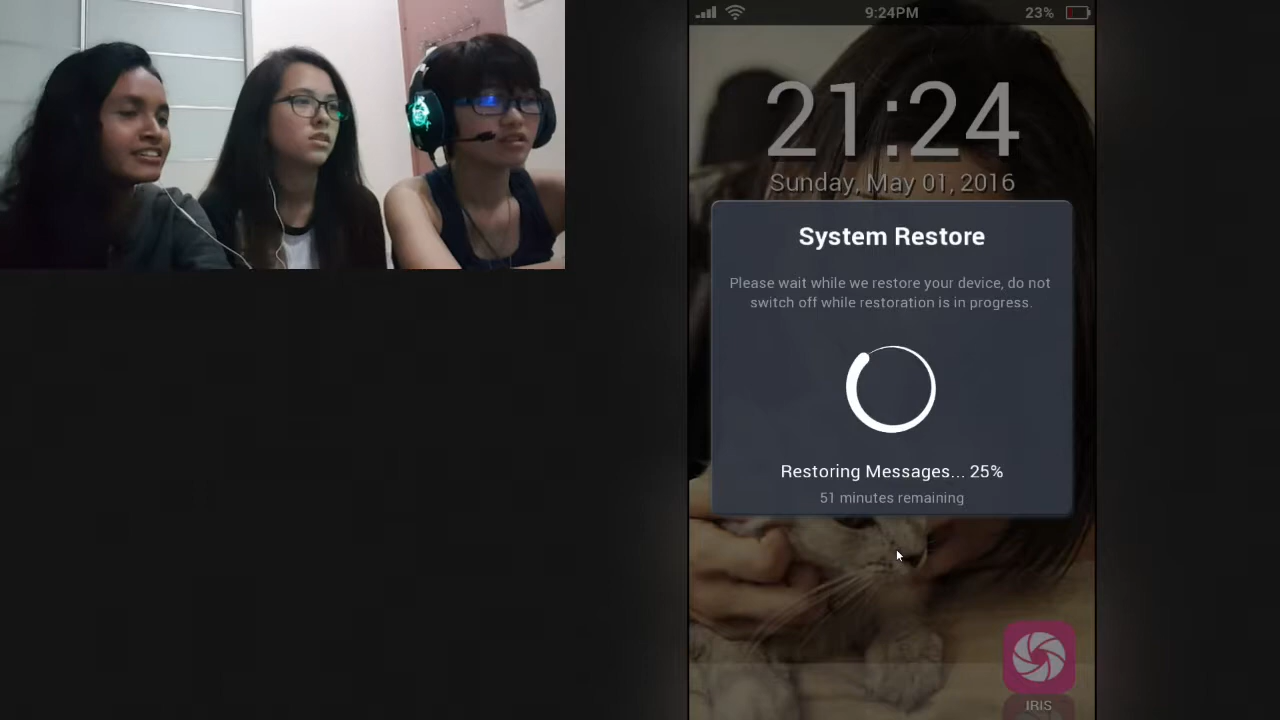 9:24PM
23%
21:24
Sunday, May 01, 2016
System Restore
Please wait while we restore your device, do not
switch off while restoration is in progress.
Restoring Messages... 25%
51 minutes remaining
IRIS